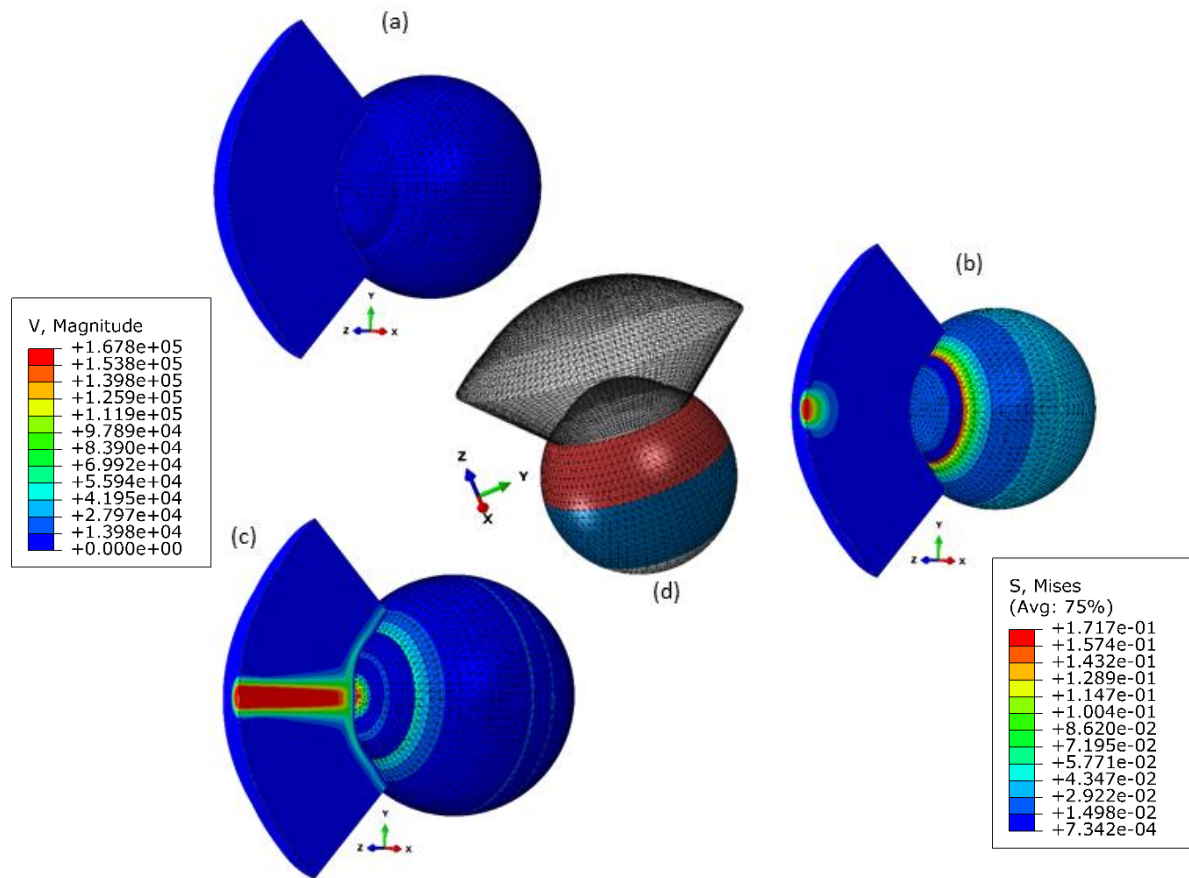 (a)
Y
Z
X
V, Magnitude
+1.678e+05
+1.538e+05
+1.398e+05
+1.259e+05
+1.119e+05
+9.789e+04
+8.390e+04
+6.992e+04
+5.594e+04
+4.195e+04
+2.797e+04
+1.398e+04
+0.000e+00
(b)
Y
Z
X
Z
Y
X
(c)
Y
Z
X
(d)
S, Mises
(Avg: 75%)
+1.717e-01
+1.574e-01
+1.432e-01
+1.289e-01
+1.147e-01
+1.004e-01
+8.620e-02
+7.195e-02
+5.771e-02
+4.347e-02
+2.922e-02
+1.498e-02
+7.342e-04